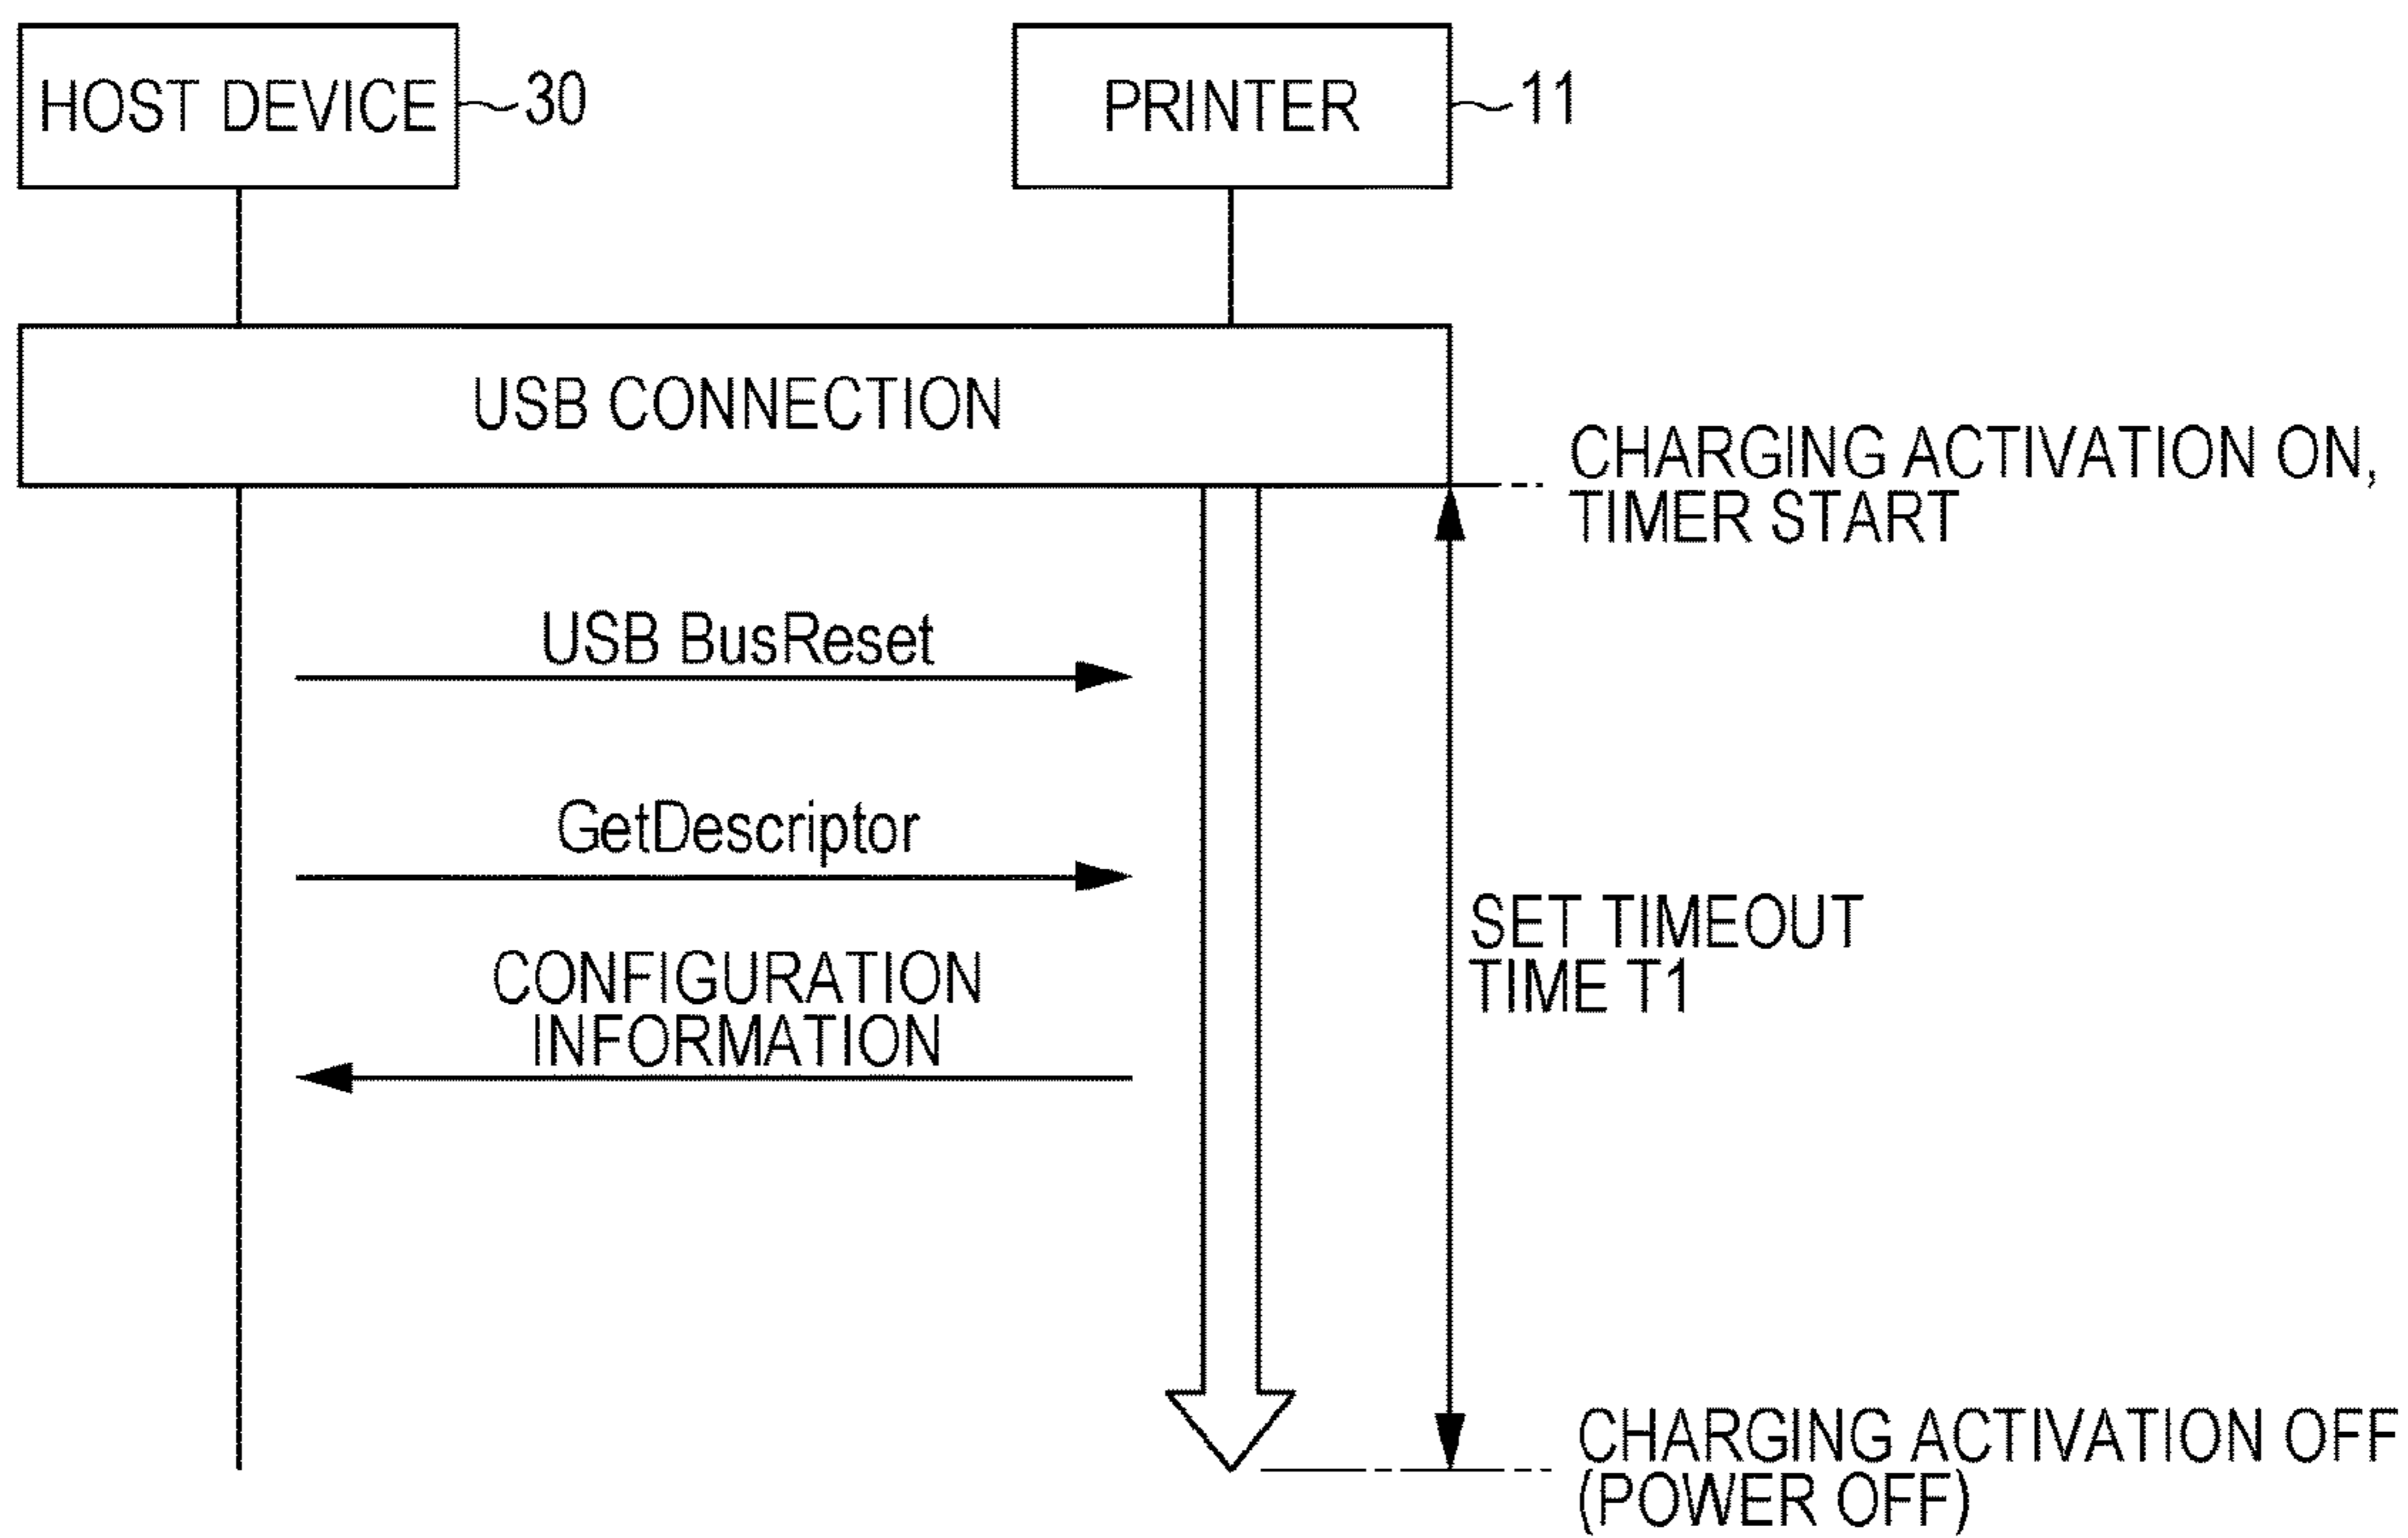 HOST DEVICE
30
PRINTER
11
USB CONNECTION
CHARGING ACTIVATION ON,
TIMER START
USB BusReset
GetDescriptor
SET TIMEOUT
TIME T1
CONFIGURATION
INFORMATION
CHARGING ACTIVATION OFF
(POWER OFF)